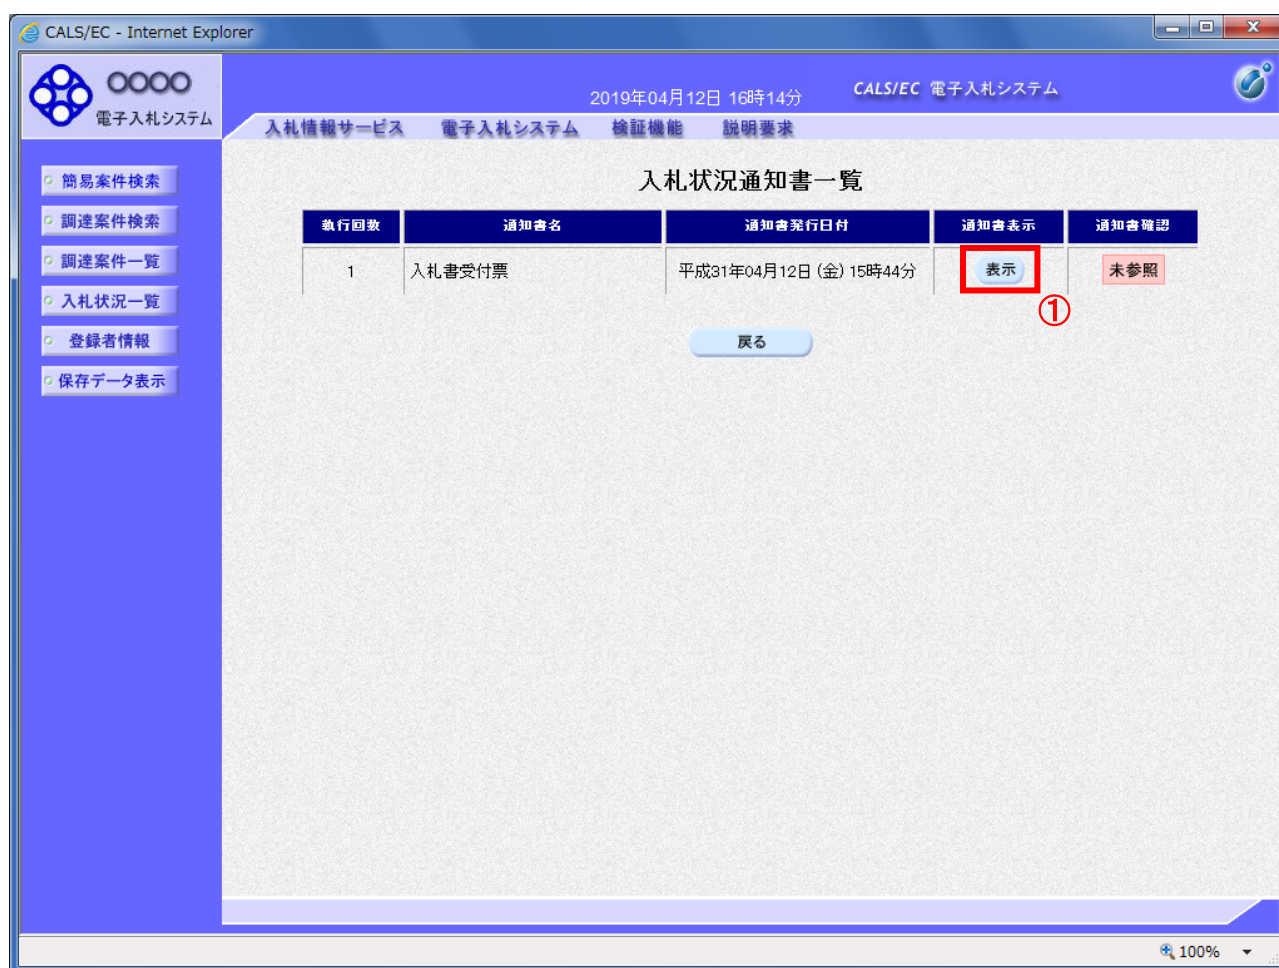 CALS/EC - Internet Explorer
○○○○
電子入札システム
2019年04月12日 16時14分
CALS/EC 電子入札システム
入札情報サービス 電子入札システム 検証機能 説明要求
簡易案件検索
調達案件検索
調達案件一覧
入札状況一覧
登録者情報
保存データ表示
入札状況通知書一覧
執行回数 通知書名 通知書発行日付 通知書表示 通知書確認
1 入札書受付票 平成31年04月12日 (金) 15時44分 表示 未参照
①
戻る
100%